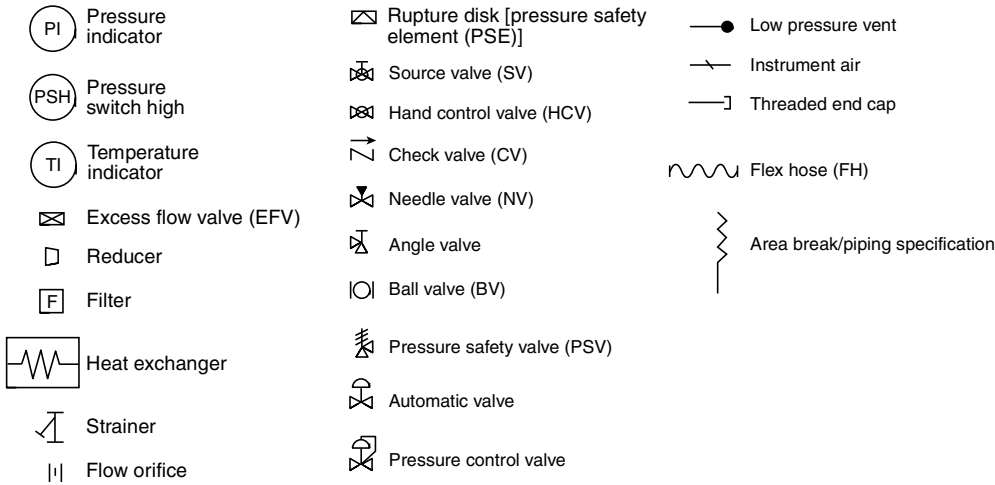 PI
Pressure
indicator
PSH
Pressure
switch high
TI
Temperature
indicator
Excess flow valve (EFV)
Reducer
F
Filter
Heat exchanger
Strainer
Flow orifice
Rupture disk [pressure safety
element (PSE)]
Source valve (SV)
Hand control valve (HCV)
Check valve (CV)
Needle valve (NV)
Angle valve
Ball valve (BV)
Pressure safety valve (PSV)
Automatic valve
Pressure control valve
Low pressure vent
Instrument air
Threaded end cap
Flex hose (FH)
Area break/piping specification